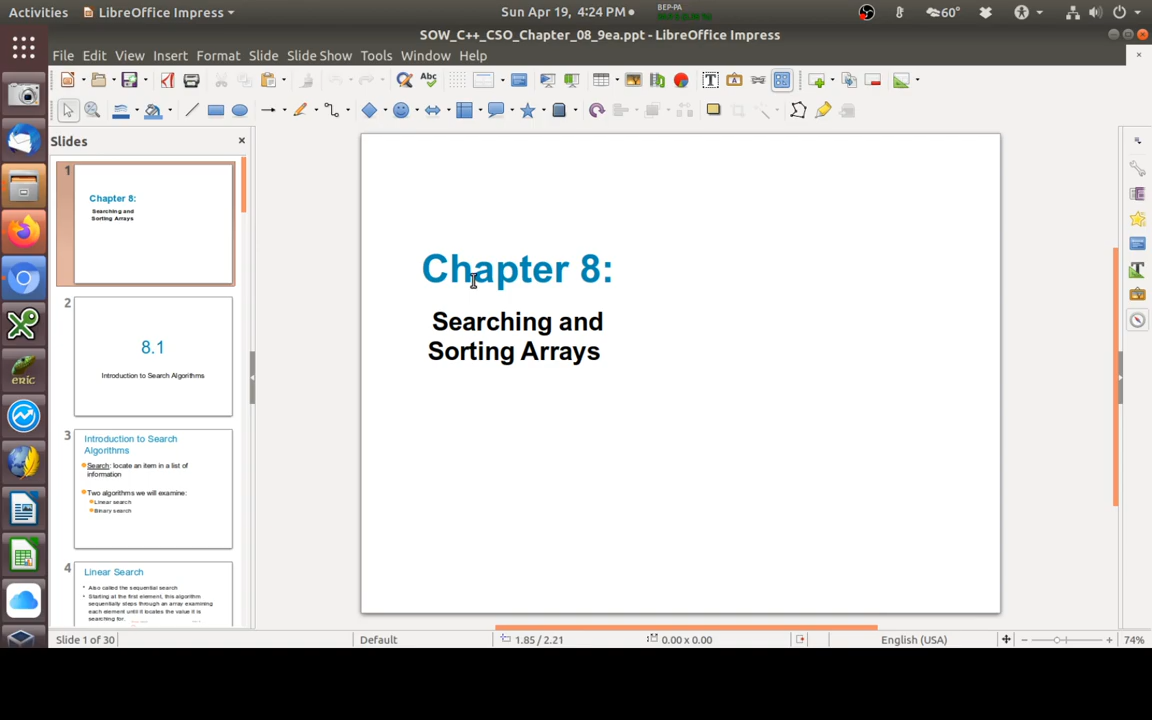 Activities LibreOffice Impress Sun Apr 19, 4:24 PM 60°
SOW_C++_CSO_Chapter_08_9ea.ppt - LibreOffice Impress
File Edit View Insert Format Slide Slide Show Tools Window Help
Slides
1
Chapter 8:
Searching and
Sorting Arrays
2
8.1
Introduction to Search Algorithms
3
Introduction to Search
Algorithms
Search: locate an item in a list of
information
Two algorithms we will examine:
Linear search
Binary search
4
Linear Search
Also called the sequential search
Starting at the first element, this algorithm
sequentially steps through an array examining
each element until it locates the value it is
searching for.
Chapter 8:
Searching and
Sorting Arrays
eric
Slide 1 of 30 Default 1.85 / 2.21 0.00 x 0.00 English (USA) 74%